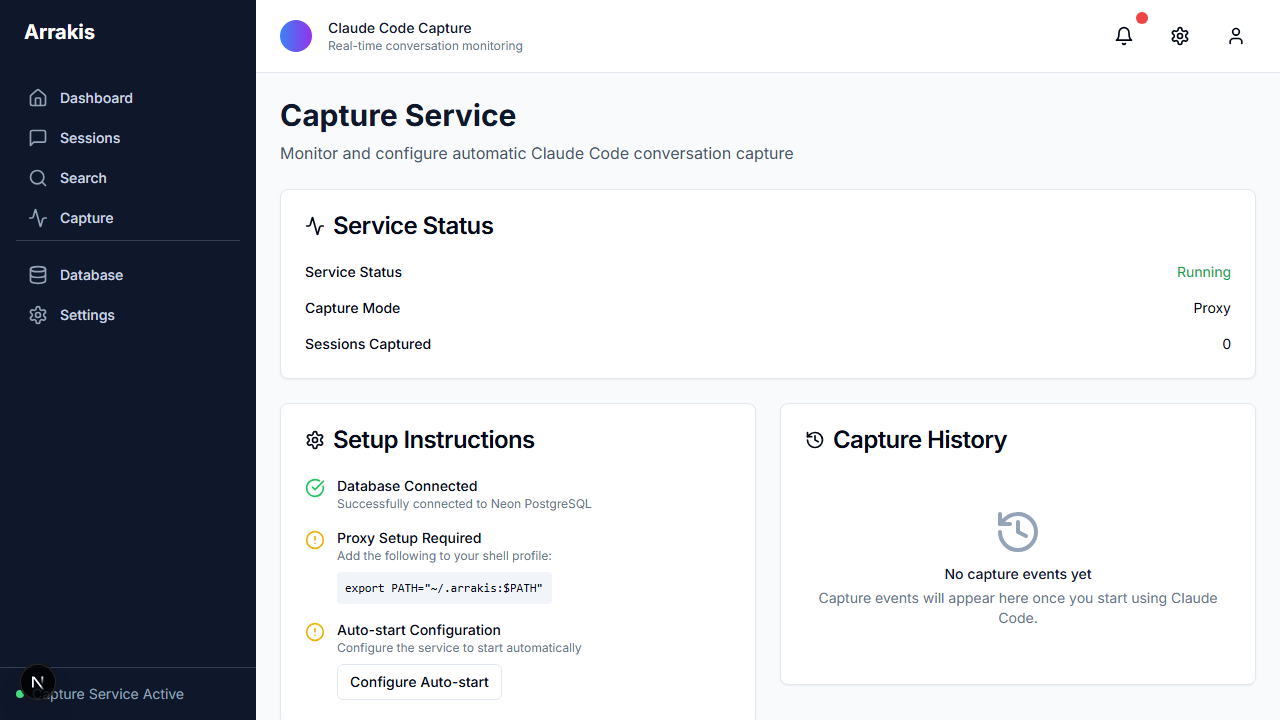 Arrakis
Dashboard
Sessions
Search
Capture
Database
Settings
N
Capture Service Active
Claude Code Capture
Real-time conversation monitoring
Capture Service
Monitor and configure automatic Claude Code conversation capture
Service Status
Service Status Running
Capture Mode Proxy
Sessions Captured 0
Setup Instructions
Database Connected
Successfully connected to Neon PostgreSQL
Proxy Setup Required
Add the following to your shell profile:
export PATH="~/.arrakis:$PATH"
Auto-start Configuration
Configure the service to start automatically
Configure Auto-start
Capture History
No capture events yet
Capture events will appear here once you start using Claude
Code.